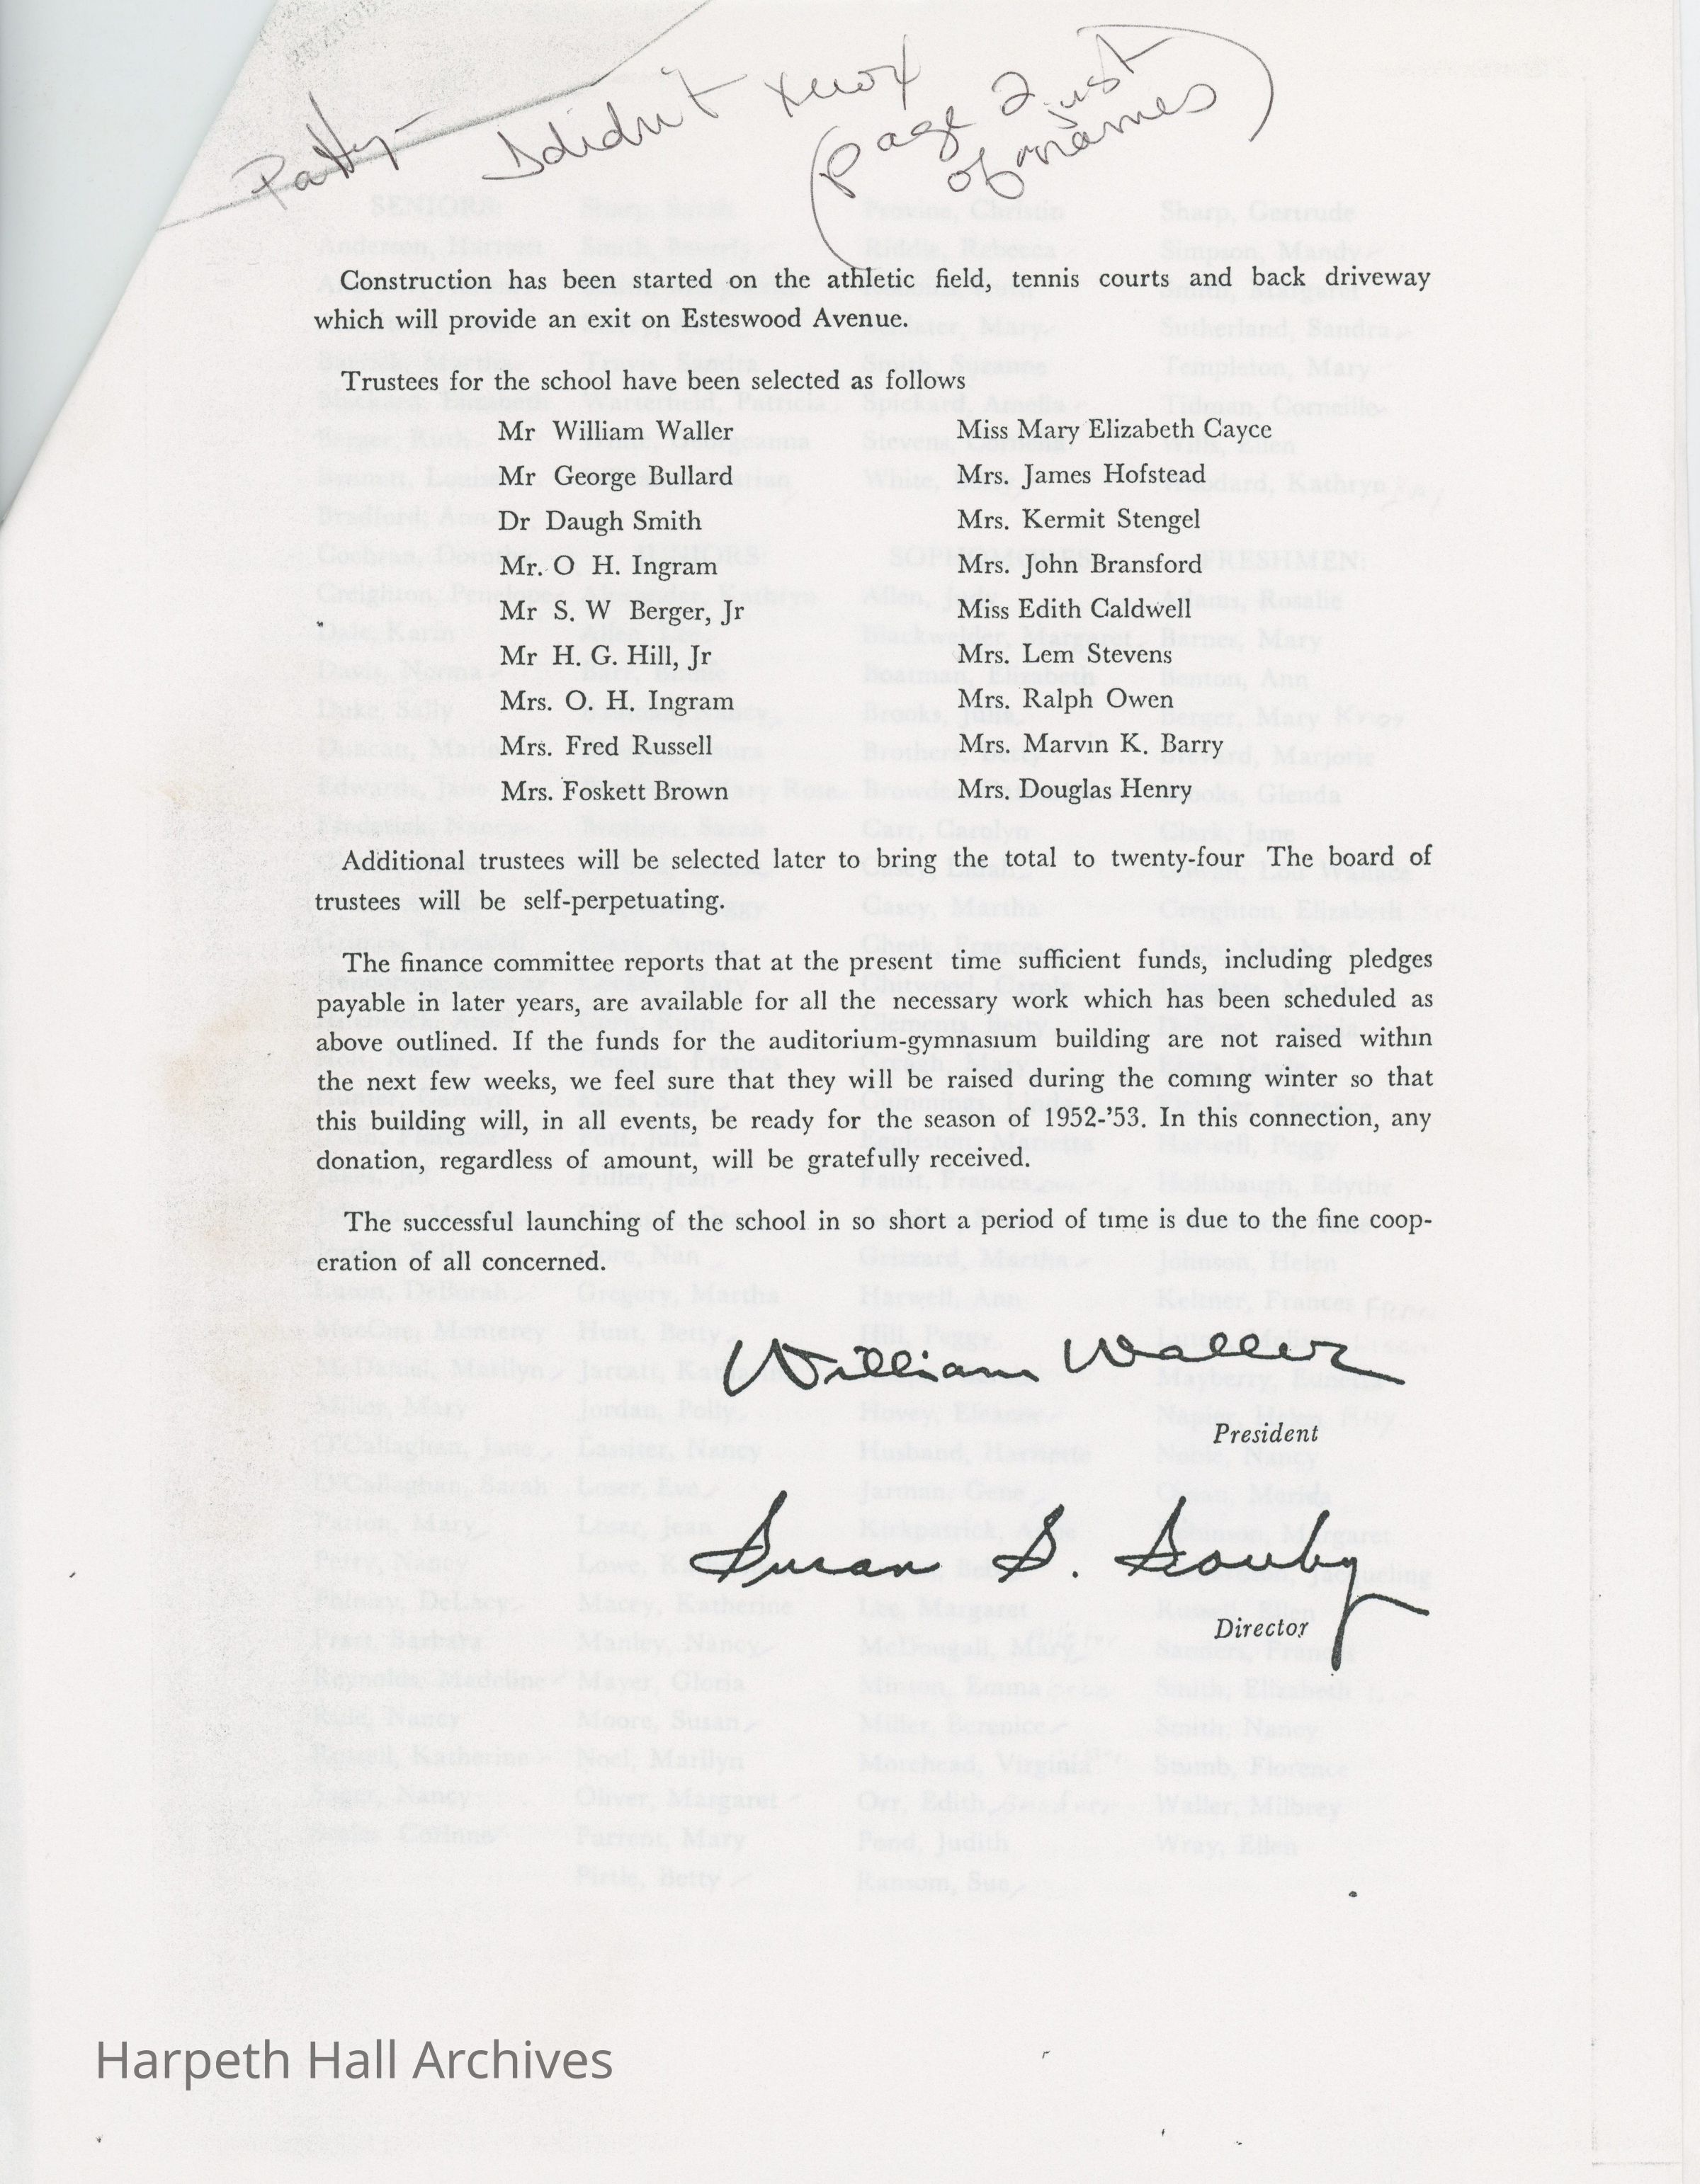 Patty-
I didn't xerox
(page 2 just
of names)
Construction has been started on the athletic field, tennis courts and back driveway
which will provide an exit on Esteswood Avenue.
Trustees for the school have been selected as follows
Mr William Waller Miss Mary Elizabeth Cayce
Mr George Bullard Mrs. James Hofstead
Dr Daugh Smith Mrs. Kermit Stengel
Mr. O H. Ingram Mrs. John Bransford
Mr S. W Berger, Jr Miss Edith Caldwell
Mr H. G. Hill, Jr Mrs. Lem Stevens
Mrs. O. H. Ingram Mrs. Ralph Owen
Mrs. Fred Russell Mrs. Marvin K. Barry
Mrs. Foskett Brown Mrs. Douglas Henry
Additional trustees will be selected later to bring the total to twenty-four The board of
trustees will be self-perpetuating.
The finance committee reports that at the present time sufficient funds, including pledges
payable in later years, are available for all the necessary work which has been scheduled as
above outlined. If the funds for the auditorium-gymnasium building are not raised within
the next few weeks, we feel sure that they will be raised during the coming winter so that
this building will, in all events, be ready for the season of 1952-'53. In this connection, any
donation, regardless of amount, will be gratefully received.
The successful launching of the school in so short a period of time is due to the fine coop-
eration of all concerned.
William Waller
President
Susan S. Souby
Director
Harpeth Hall Archives